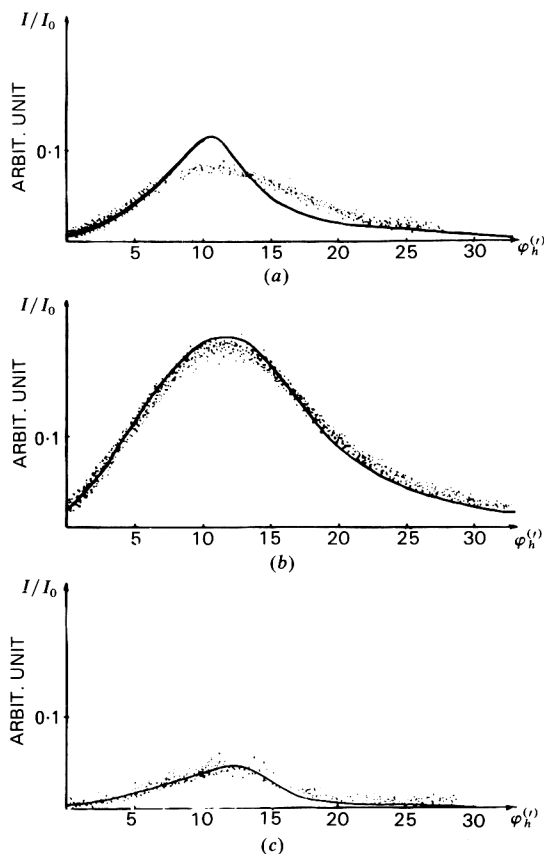 I/I₀
ARBIT. UNIT
0·1
5 10 15 20 25 30 φₕ⁽′⁾
(a)
I/I₀
ARBIT. UNIT
0·1
5 10 15 20 25 30 φₕ⁽′⁾
(b)
I/I₀
ARBIT. UNIT
0·1
5 10 15 20 25 30 φₕ⁽′⁾
(c)